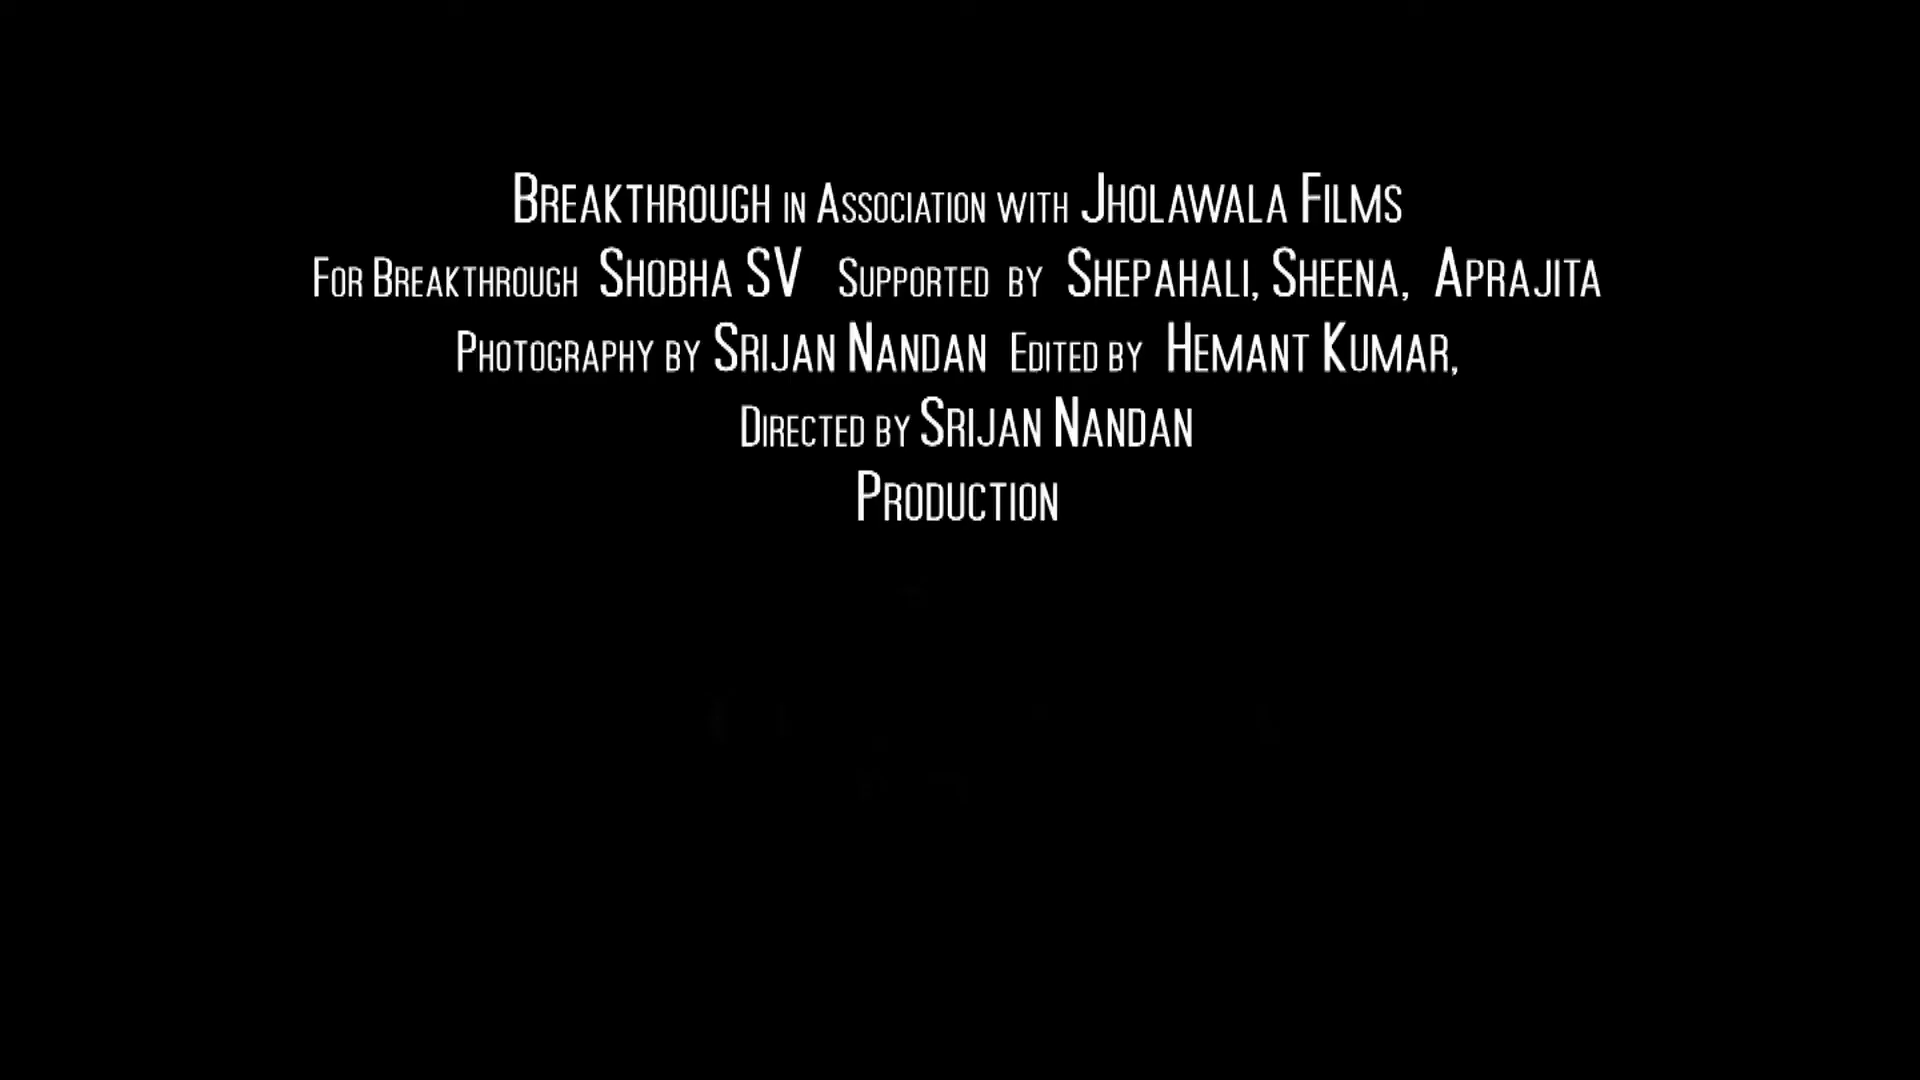 Breakthrough in Association with Jholawala Films
For Breakthrough Shobha SV Supported by Shepahali, Sheena, Aprajita
Photography by Srijan Nandan Edited by Hemant Kumar,
Directed by Srijan Nandan
Production